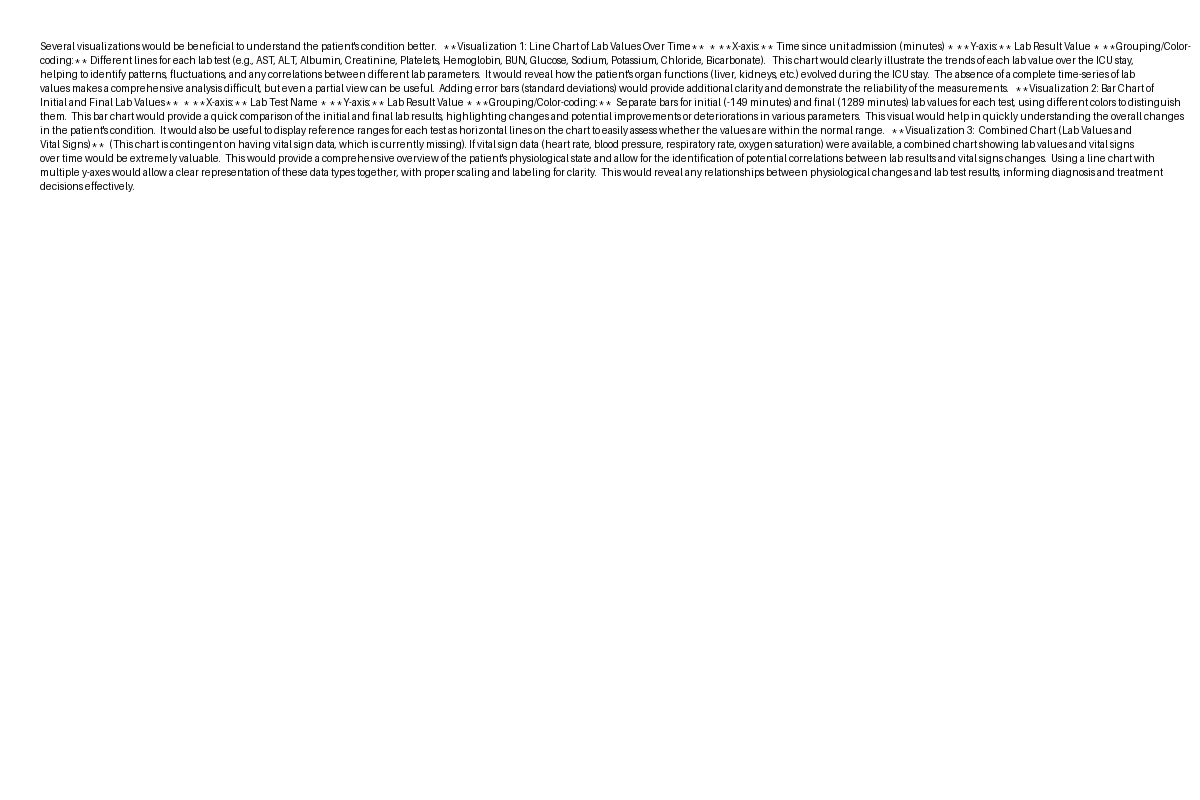 Several visualizations would be beneficial to understand the patient's condition better.   **Visualization 1: Line Chart of Lab Values Over Time**  * **X-axis:** Time since unit admission (minutes) * **Y-axis:** Lab Result Value * **Grouping/Color-
coding:** Different lines for each lab test (e.g., AST, ALT, Albumin, Creatinine, Platelets, Hemoglobin, BUN, Glucose, Sodium, Potassium, Chloride, Bicarbonate).   This chart would clearly illustrate the trends of each lab value over the ICU stay,
helping to identify patterns, fluctuations, and any correlations between different lab parameters.  It would reveal how the patient's organ functions (liver, kidneys, etc.) evolved during the ICU stay.  The absence of a complete time-series of lab
values makes a comprehensive analysis difficult, but even a partial view can be useful.  Adding error bars (standard deviations) would provide additional clarity and demonstrate the reliability of the measurements.   **Visualization 2: Bar Chart of
Initial and Final Lab Values**  * **X-axis:** Lab Test Name * **Y-axis:** Lab Result Value * **Grouping/Color-coding:**  Separate bars for initial (-149 minutes) and final (1289 minutes) lab values for each test, using different colors to distinguish
them.  This bar chart would provide a quick comparison of the initial and final lab results, highlighting changes and potential improvements or deteriorations in various parameters.  This visual would help in quickly understanding the overall changes
in the patient's condition.  It would also be useful to display reference ranges for each test as horizontal lines on the chart to easily assess whether the values are within the normal range.   **Visualization 3:  Combined Chart (Lab Values and
Vital Signs)**  (This chart is contingent on having vital sign data, which is currently missing). If vital sign data (heart rate, blood pressure, respiratory rate, oxygen saturation) were available, a combined chart showing lab values and vital signs
over time would be extremely valuable.  This would provide a comprehensive overview of the patient's physiological state and allow for the identification of potential correlations between lab results and vital signs changes.  Using a line chart with
multiple y-axes would allow a clear representation of these data types together, with proper scaling and labeling for clarity.  This would reveal any relationships between physiological changes and lab test results, informing diagnosis and treatment
decisions effectively.